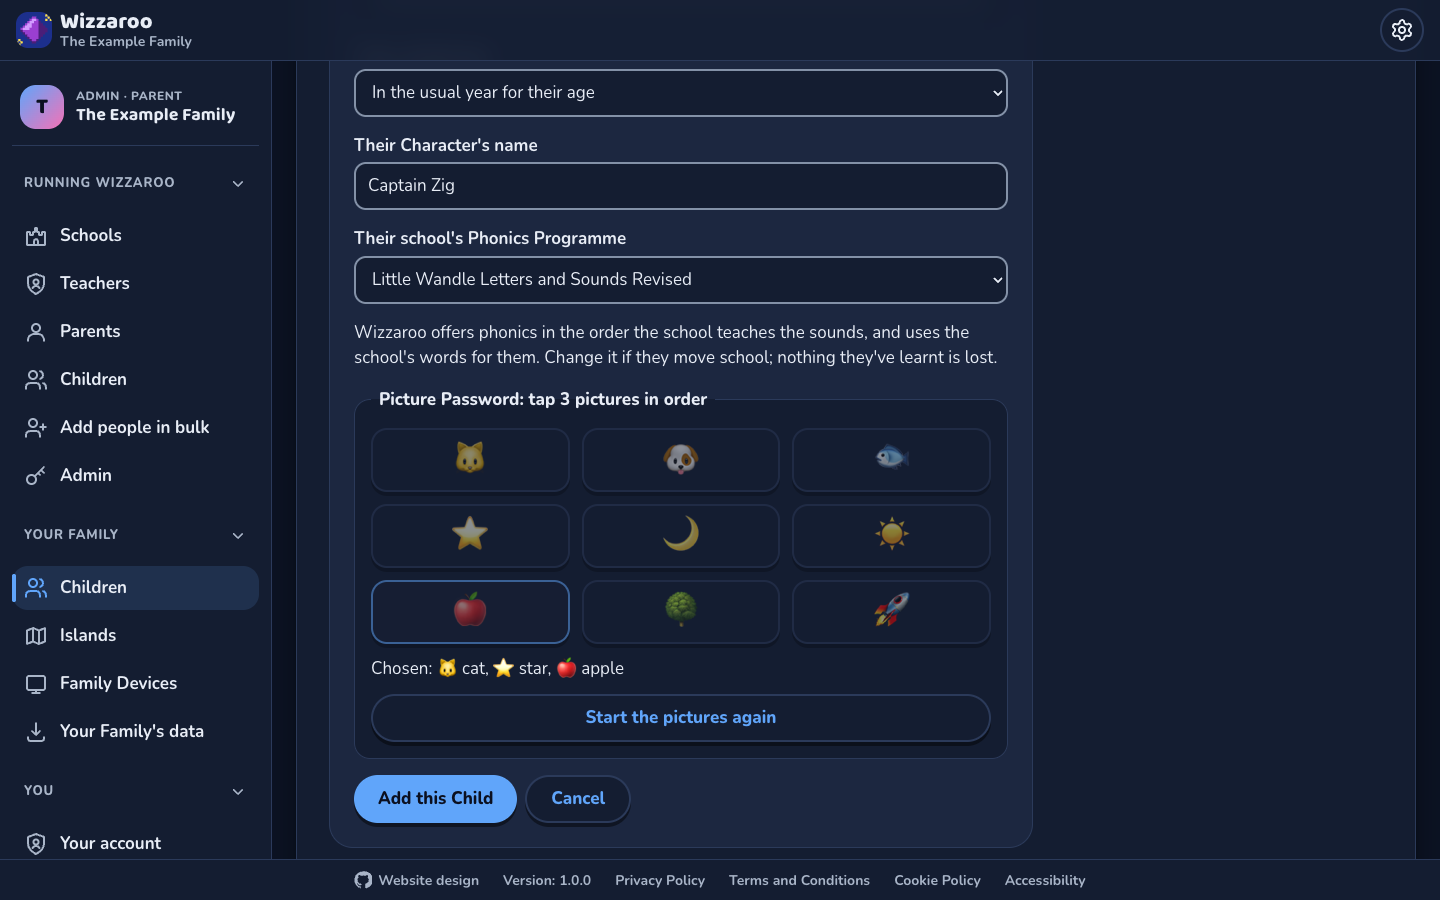 Wizzaroo
The Example Family
ADMIN · PARENT
T
The Example Family
RUNNING WIZZAROO
Schools
Teachers
Parents
Children
Add people in bulk
Admin
YOUR FAMILY
Children
Islands
Family Devices
Your Family's data
YOU
Your account
In the usual year for their age
Their Character's name
Captain Zig
Their school's Phonics Programme
Little Wandle Letters and Sounds Revised
Wizzaroo offers phonics in the order the school teaches the sounds, and uses the
school's words for them. Change it if they move school; nothing they've learnt is lost.
Picture Password: tap 3 pictures in order
Chosen: 🐱 cat, ⭐ star, 🍎 apple
Start the pictures again
Add this Child
Cancel
Website design
Version: 1.0.0
Privacy Policy
Terms and Conditions
Cookie Policy
Accessibility